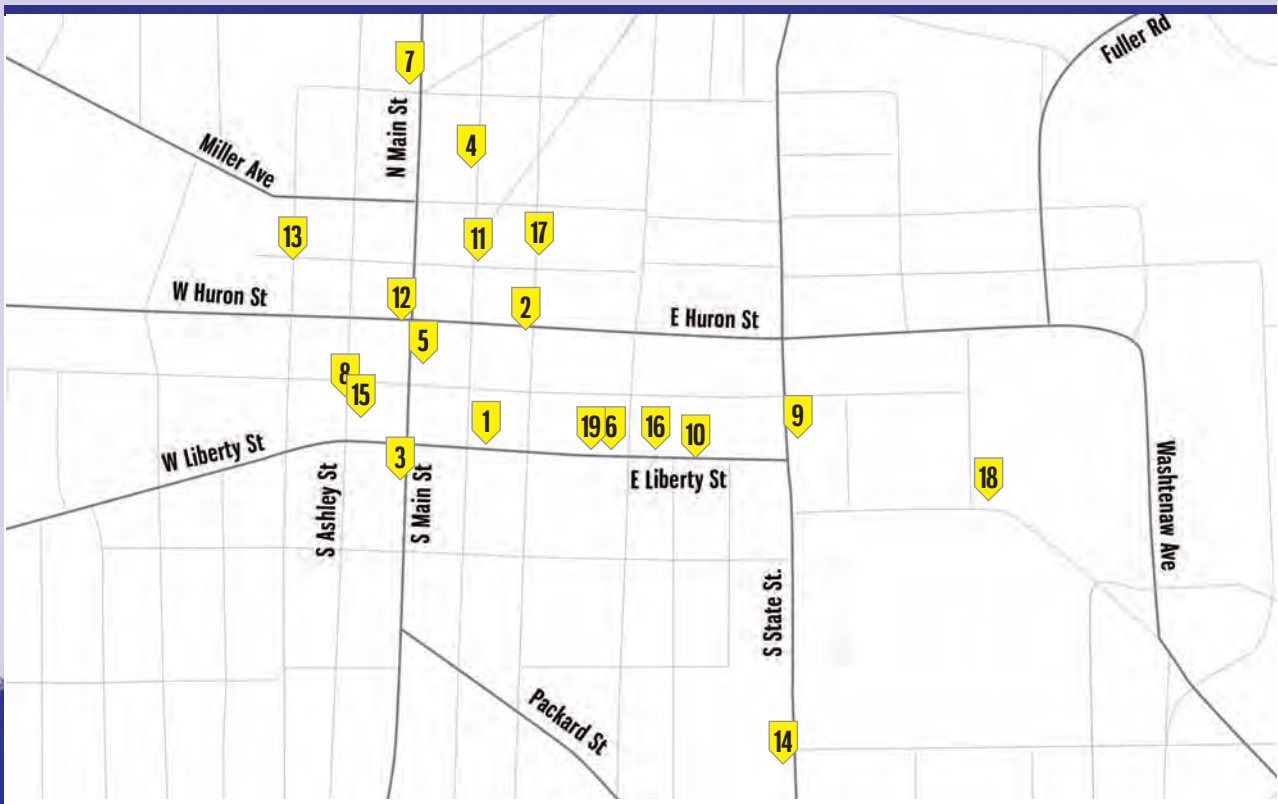 Fuller Rd
7
N Main St
4
Miller Ave
13
11
17
W Huron St
12
2
E Huron St
5
8
15
1
19
6
16
10
9
W Liberty St
3
E Liberty St
18
S Ashley St
S Main St
Washtenaw Ave
S State St.
Packard St
14